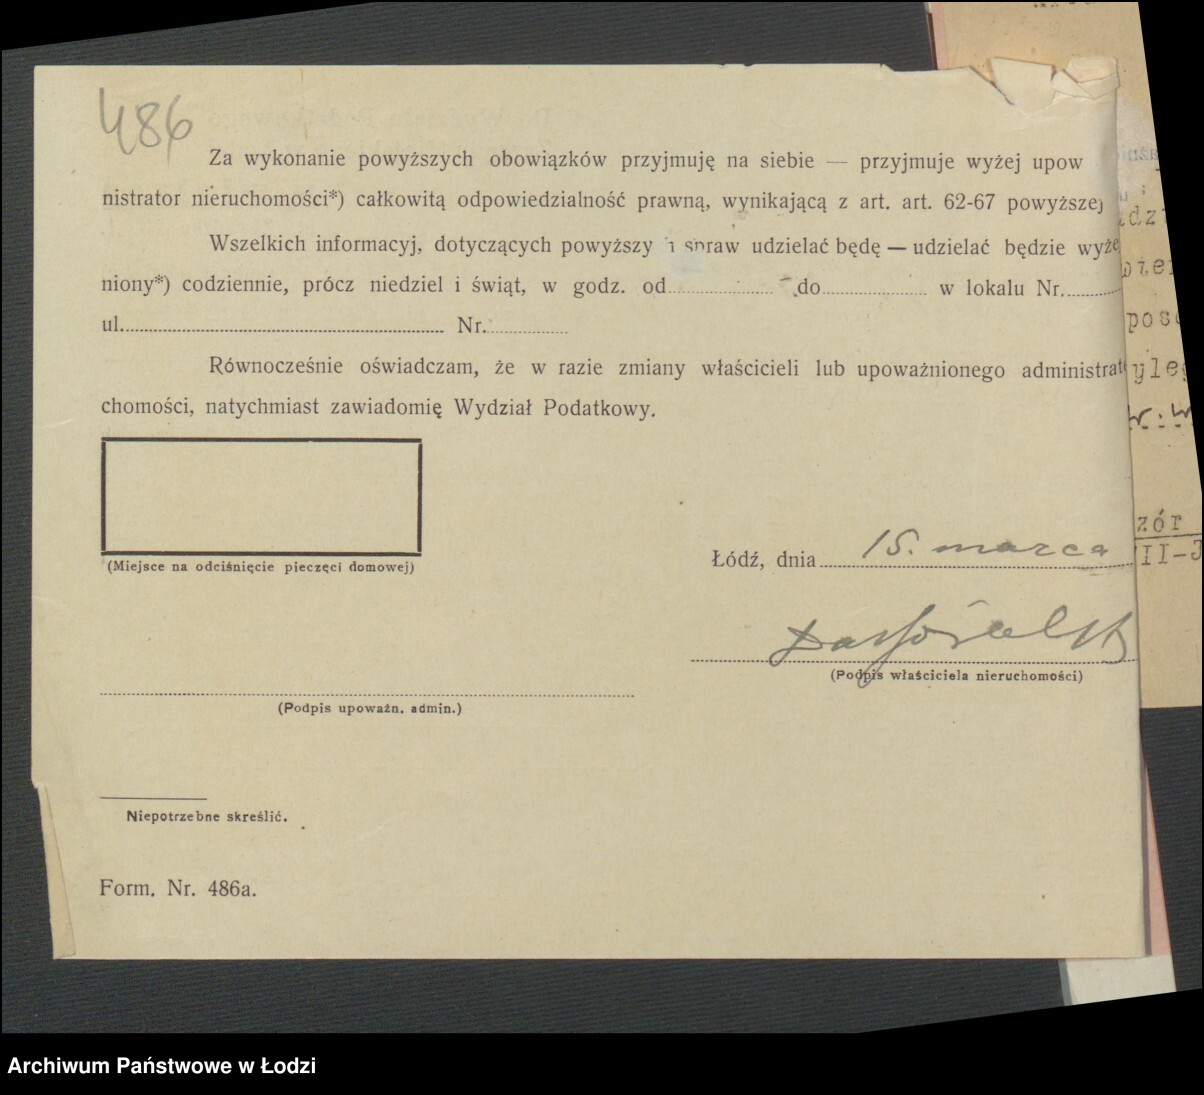 486
Za wykonanie powyższych obowiązków przyjmuję na siebie — przyjmuje wyżej upow
nistrator nieruchomości*) całkowitą odpowiedzialność prawną, wynikającą z art. art. 62-67 powyższej
Wszelkich informacyj, dotyczących powyższy h spraw udzielać będę — udzielać będzie wyże
niony*) codziennie, prócz niedziel i świąt, w godz. od do w lokalu Nr.
ul. Nr.
Równocześnie oświadczam, że w razie zmiany właścicieli lub upoważnionego administrat
chomości, natychmiast zawiadomię Wydział Podatkowy.
(Miejsce na odciśnięcie pieczęci domowej)
Łódź, dnia 15. marca
(Podpis właściciela nieruchomości)
(Podpis upoważn. admin.)
Niepotrzebne skreślić.
Form. Nr. 486a.
zór
II-3
Archiwum Państwowe w Łodzi